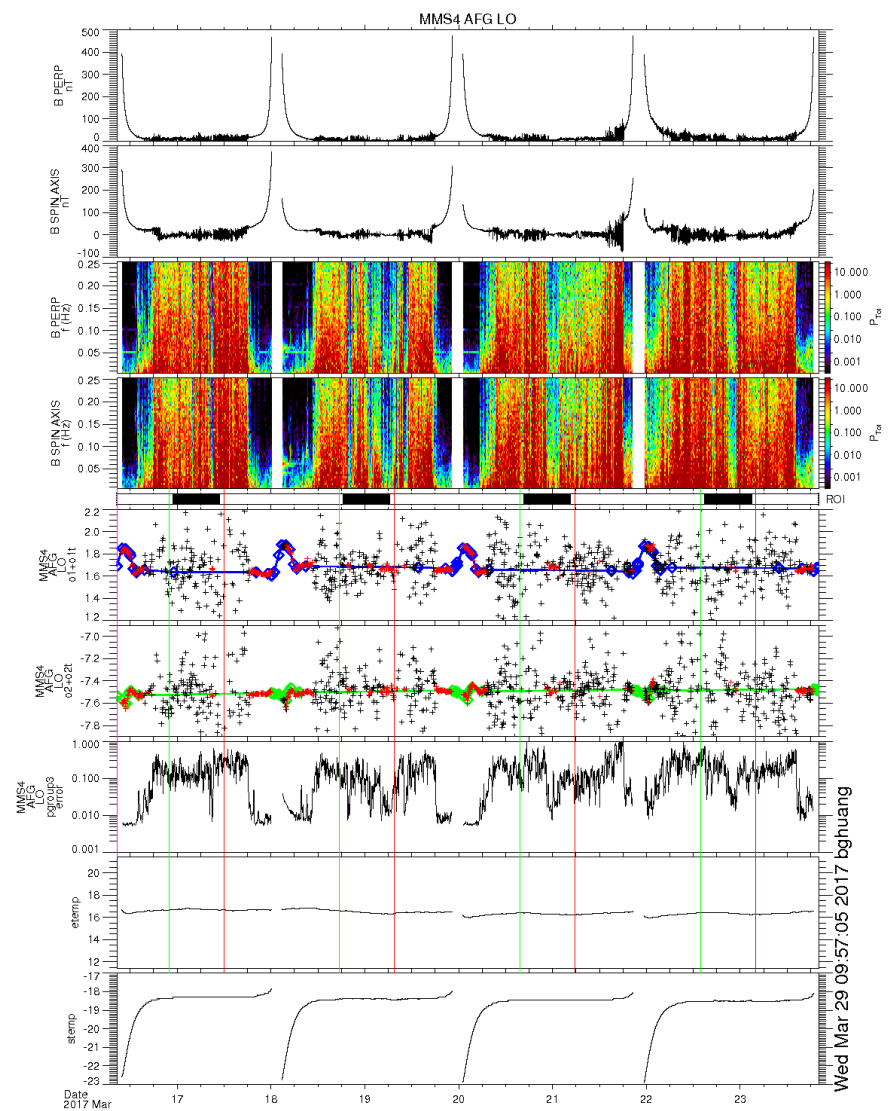 MMS4 AFG LO
500
400
300
200
100
0
B PERP
nT
400
300
200
100
0
-100
B SPIN AXIS
nT
0.25
0.20
0.15
0.10
0.05
B PERP
f (Hz)
10.000
1.000
0.100
0.010
0.001
P Tot
0.25
0.20
0.15
0.10
0.05
B SPIN AXIS
f (Hz)
10.000
1.000
0.100
0.010
0.001
P Tot
ROI
2.2
2.0
1.8
1.6
1.4
1.2
MMS4
AFG
LO
o1+o1t
-7.0
-7.2
-7.4
-7.6
-7.8
MMS4
AFG
LO
o2+o2t
1.000
0.100
0.010
0.001
MMS4
AFG
LO
pgroup3
error
20
18
16
14
12
etemp
-17
-18
-19
-20
-21
-22
-23
stemp
17
18
19
20
21
22
23
Date
2017 Mar
Wed Mar 29 09:57:05 2017 bghuang